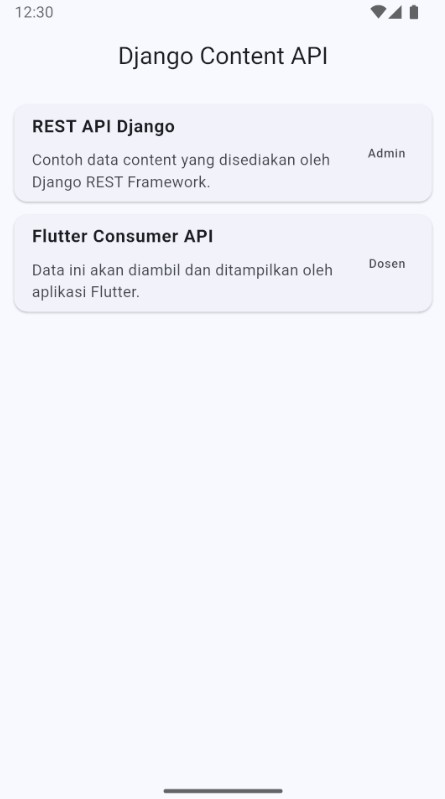 12:30
Django Content API
REST API Django
Contoh data content yang disediakan oleh
Django REST Framework.
Admin
Flutter Consumer API
Data ini akan diambil dan ditampilkan oleh
aplikasi Flutter.
Dosen